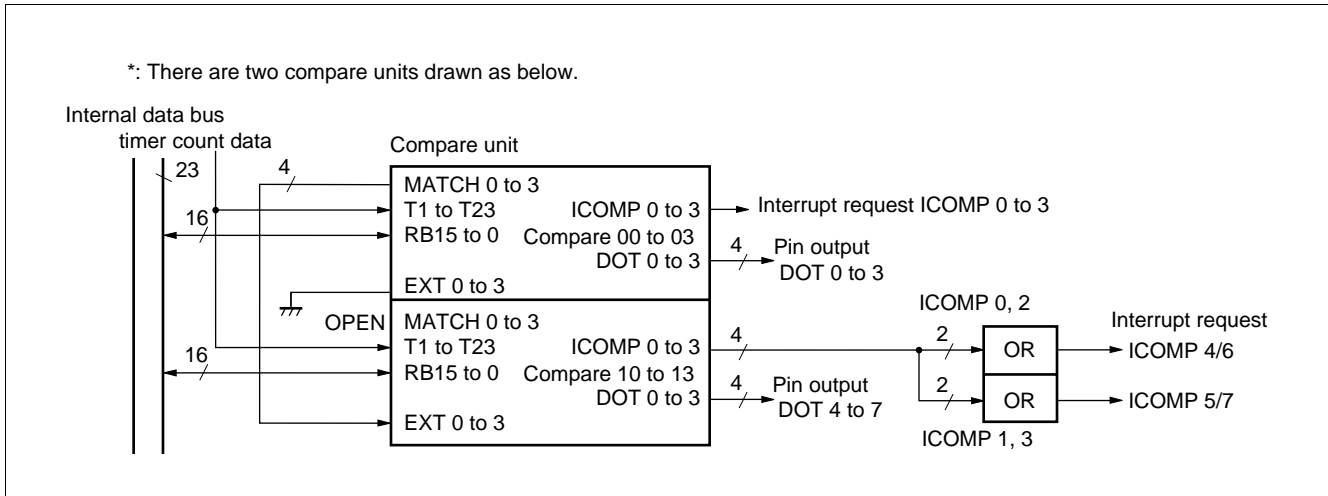 *: There are two compare units drawn as below.
Internal data bus
timer count data
Compare unit
23
4
MATCH 0 to 3
T1 to T23
ICOMP 0 to 3
Interrupt request ICOMP 0 to 3
16
RB15 to 0
Compare 00 to 03
DOT 0 to 3
4
Pin output
DOT 0 to 3
EXT 0 to 3
OPEN
MATCH 0 to 3
T1 to T23
ICOMP 0 to 3
4
ICOMP 0, 2
2
OR
Interrupt request
ICOMP 4/6
16
RB15 to 0
Compare 10 to 13
DOT 0 to 3
4
Pin output
DOT 4 to 7
2
OR
ICOMP 5/7
EXT 0 to 3
ICOMP 1, 3